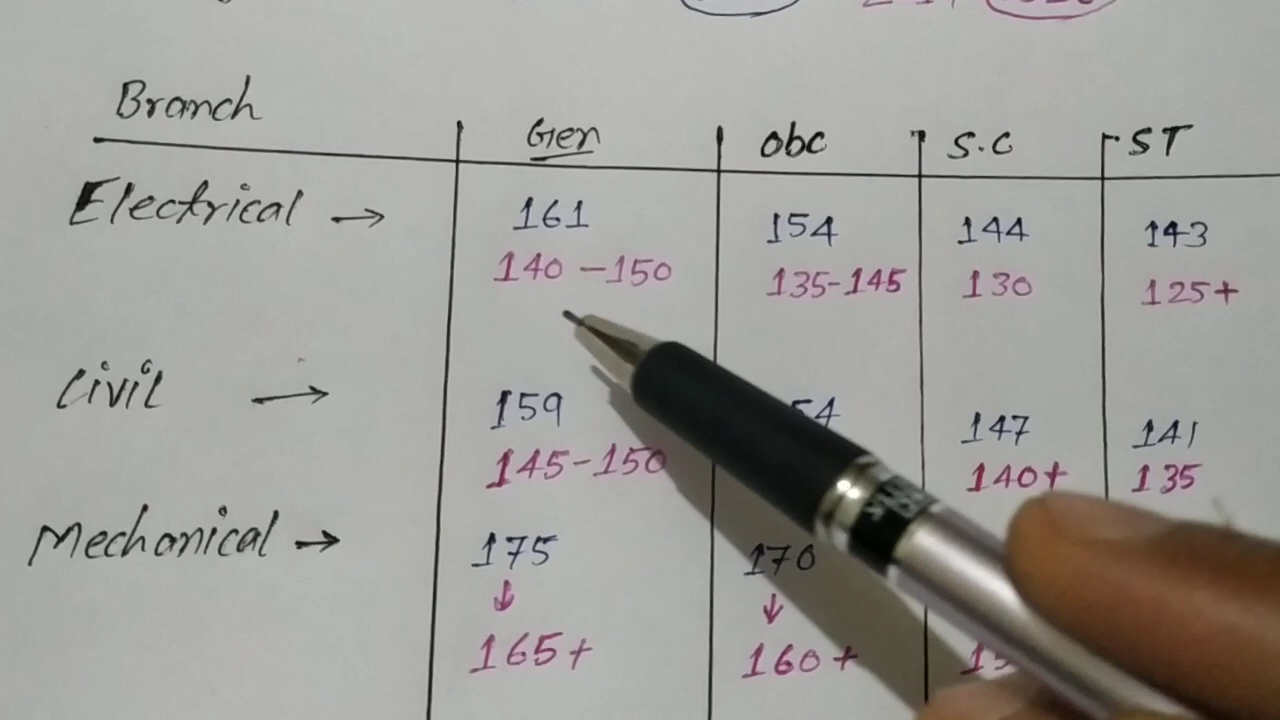 Branch Gen obc S.C ST
Electrical → 161 154 144 143
140 - 150 135-145 130 125+
Civil → 159 54 147 141
145-150 140+ 135
Mechanical → 175 170
↓ ↓
165+ 160+